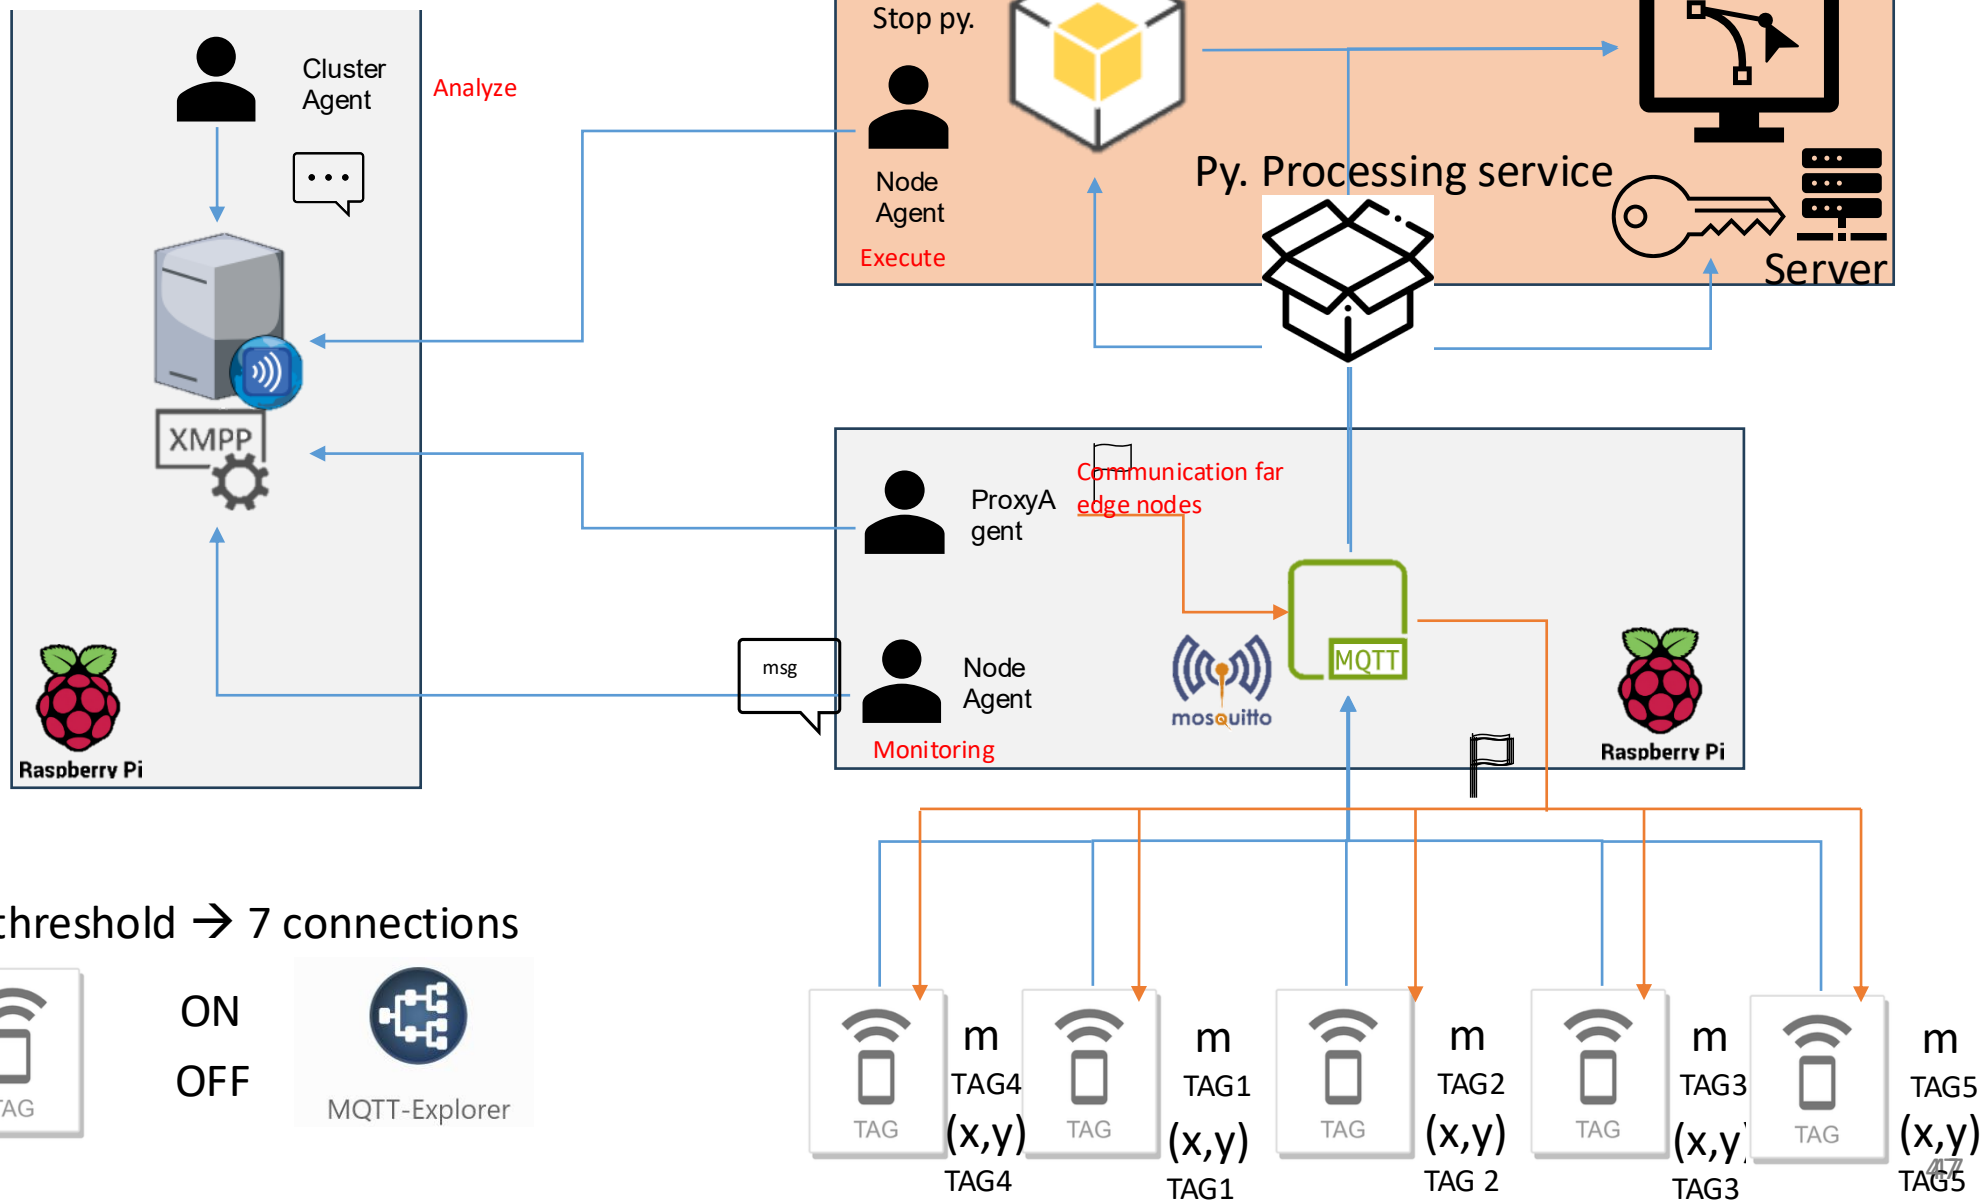 Stop py.
Cluster
Agent
Analyze
Node
Agent
Execute
Py. Processing service
Server
XMPP
ProxyA
gent
Communication far
edge nodes
MQTT
mosquitto
msg
Node
Agent
Monitoring
Raspberry Pi
Raspberry Pi
threshold → 7 connections
ON
OFF
TAG
MQTT-Explorer
TAG
m
TAG4
(x,y)
TAG4
TAG
m
TAG1
(x,y)
TAG1
TAG
m
TAG2
(x,y)
TAG 2
TAG
m
TAG3
(x,y)
TAG3
TAG
m
TAG5
(x,y)
TAG5